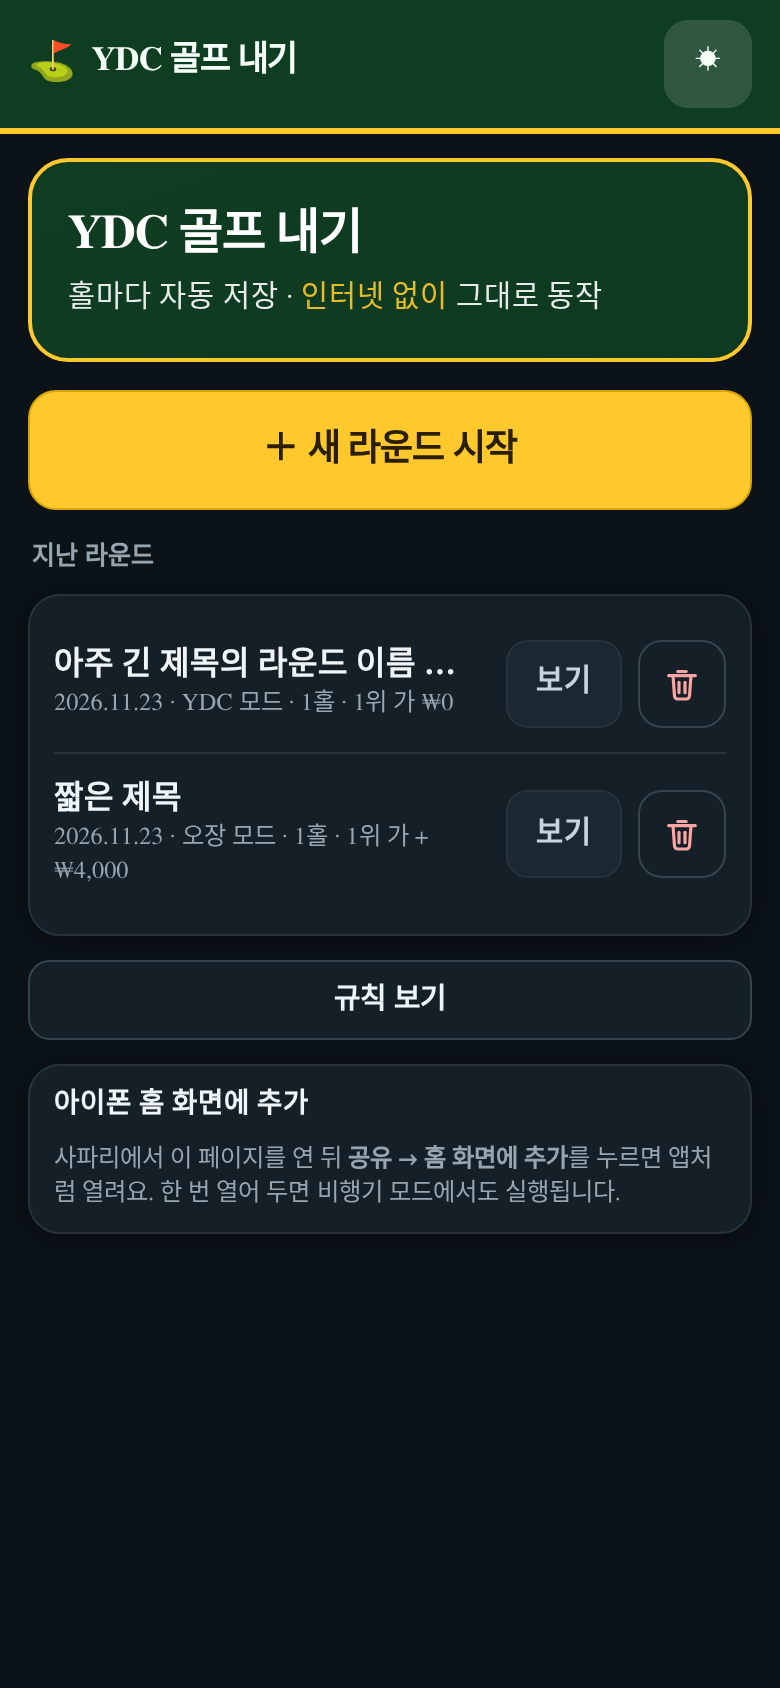 YDC 골프 내기
YDC 골프 내기
홀마다 자동 저장 · 인터넷 없이 그대로 동작
+ 새 라운드 시작
지난 라운드
아주 긴 제목의 라운드 이름 ...
2026.11.23 · YDC 모드 · 1홀 · 1위 가 ₩0
보기
짧은 제목
2026.11.23 · 오장 모드 · 1홀 · 1위 가 +
₩4,000
보기
규칙 보기
아이폰 홈 화면에 추가
사파리에서 이 페이지를 연 뒤 공유 → 홈 화면에 추가를 누르면 앱처
럼 열려요. 한 번 열어 두면 비행기 모드에서도 실행됩니다.